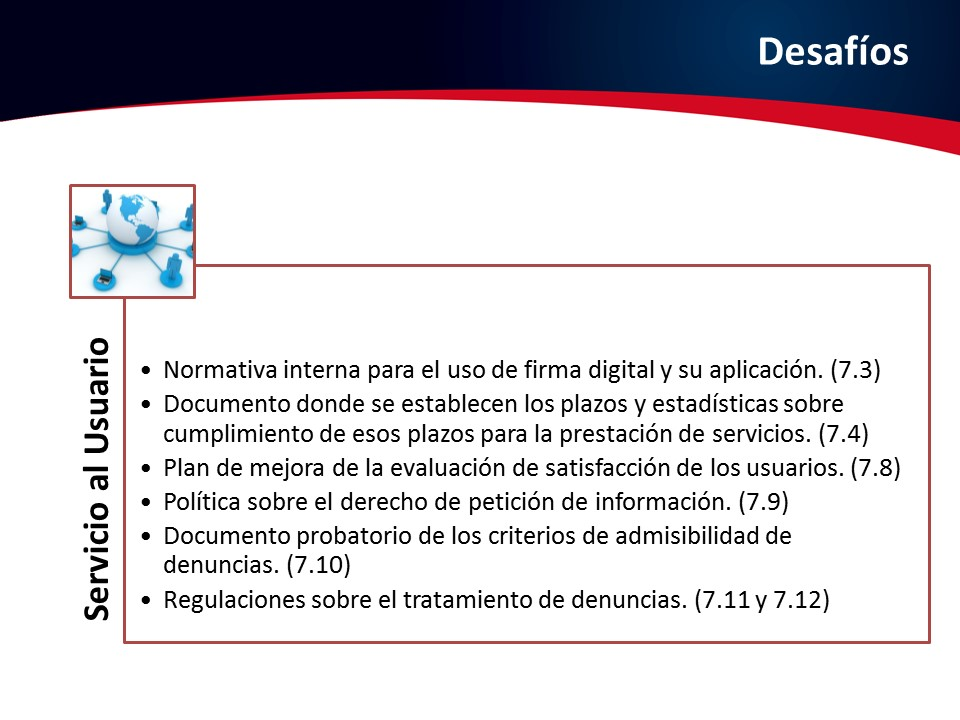 Desafíos
Servicio al Usuario
• Normativa interna para el uso de firma digital y su aplicación. (7.3)
• Documento donde se establecen los plazos y estadísticas sobre
cumplimiento de esos plazos para la prestación de servicios. (7.4)
• Plan de mejora de la evaluación de satisfacción de los usuarios. (7.8)
• Política sobre el derecho de petición de información. (7.9)
• Documento probatorio de los criterios de admisibilidad de
denuncias. (7.10)
• Regulaciones sobre el tratamiento de denuncias. (7.11 y 7.12)